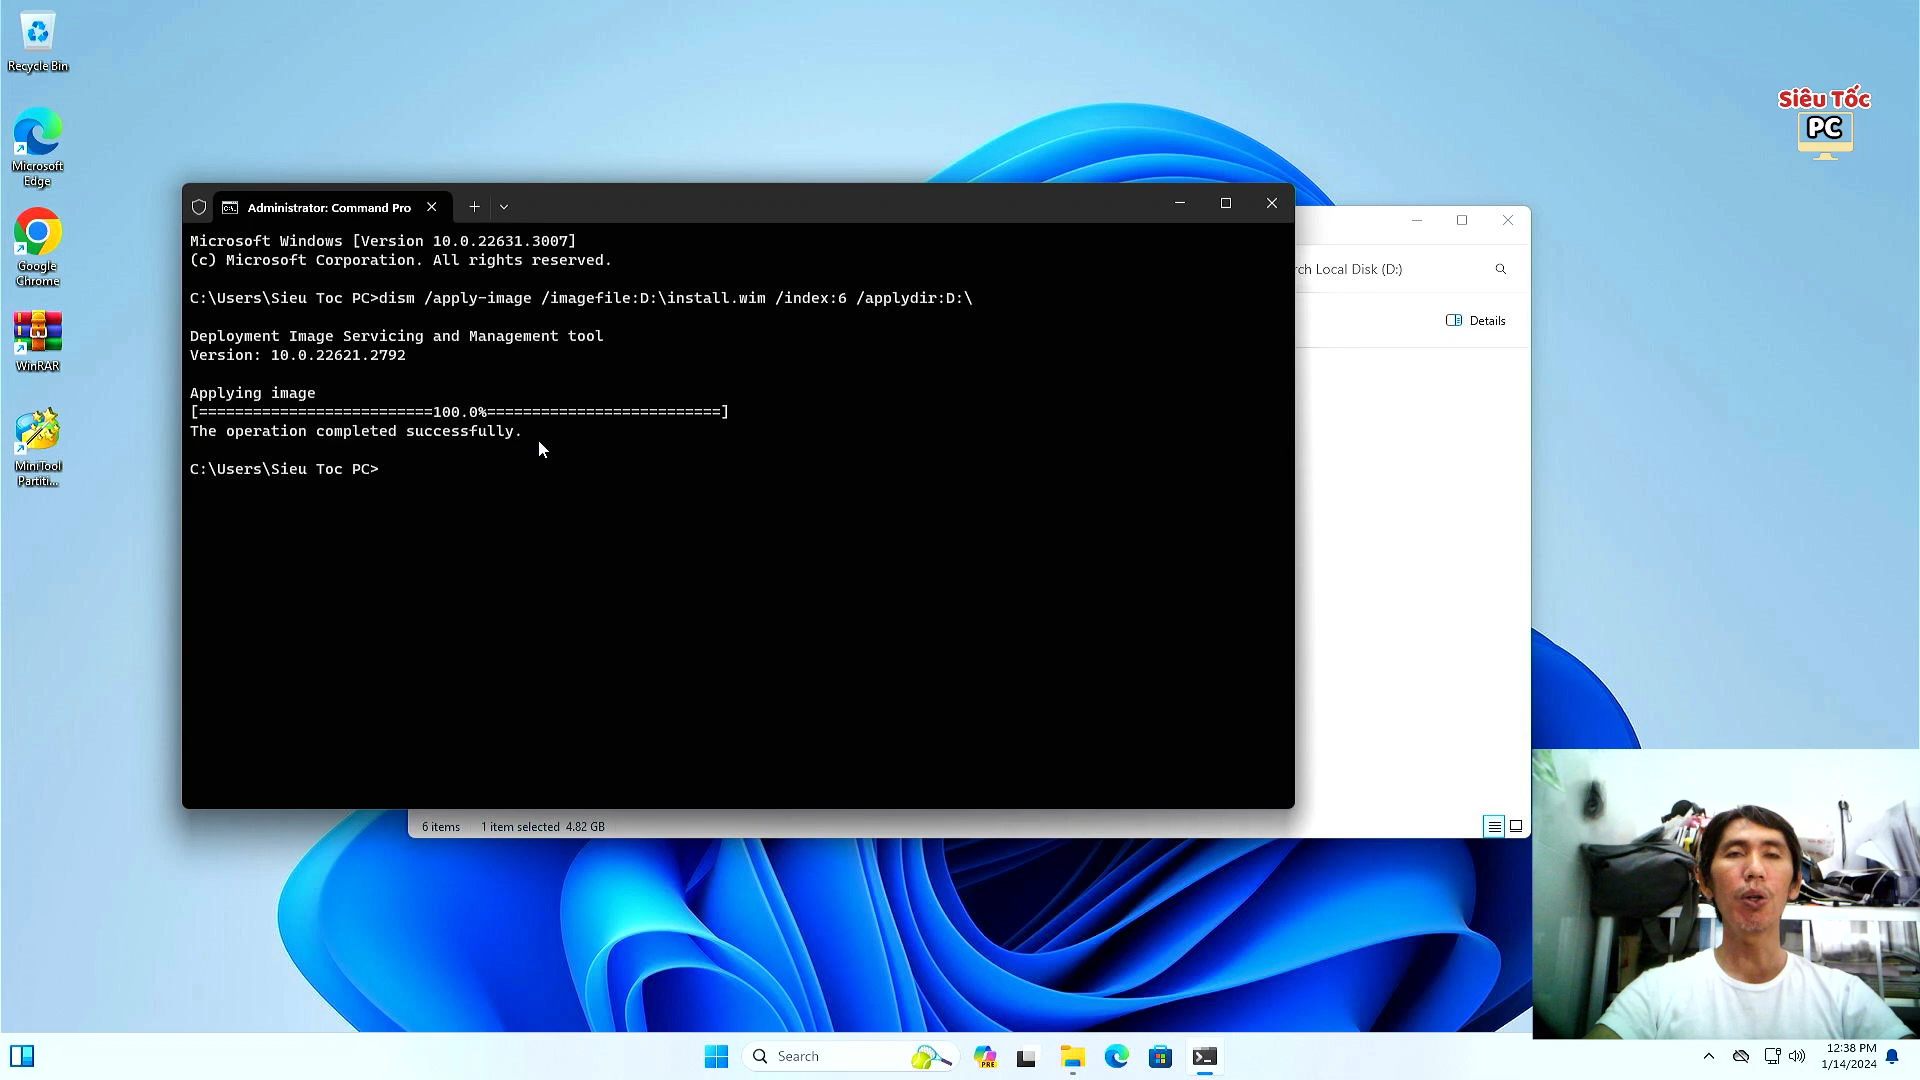 Recycle Bin
Microsoft
Edge
Google
Chrome
WinRAR
MiniTool
Partiti...
Siêu Tốc
PC
Administrator: Command Pro
Microsoft Windows [Version 10.0.22631.3007]
(c) Microsoft Corporation. All rights reserved.
C:\Users\Sieu Toc PC>dism /apply-image /imagefile:D:\install.wim /index:6 /applydir:D:\
Deployment Image Servicing and Management tool
Version: 10.0.22621.2792
Applying image
[==========================100.0%==========================]
The operation completed successfully.
C:\Users\Sieu Toc PC>
rch Local Disk (D:)
Details
6 items
1 item selected 4.82 GB
Search
PRE
12:38 PM
1/14/2024